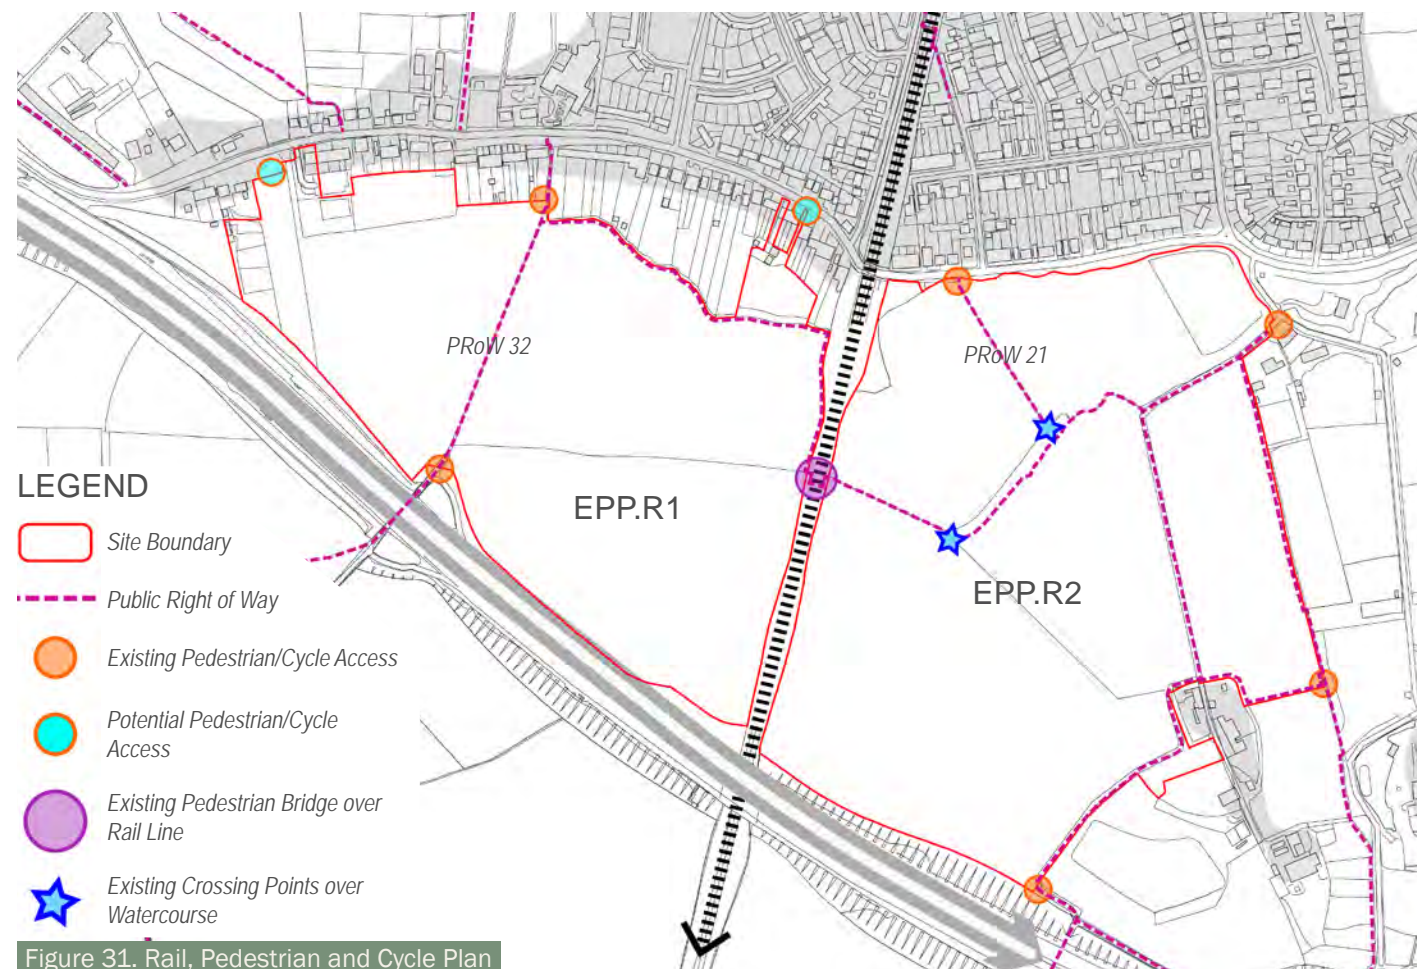 PRoW 32
PRoW 21
EPP.R1
EPP.R2
LEGEND
Site Boundary
Public Right of Way
Existing Pedestrian/Cycle Access
Potential Pedestrian/Cycle
Access
Existing Pedestrian Bridge over
Rail Line
Existing Crossing Points over
Watercourse
Figure 31. Rail, Pedestrian and Cycle Plan